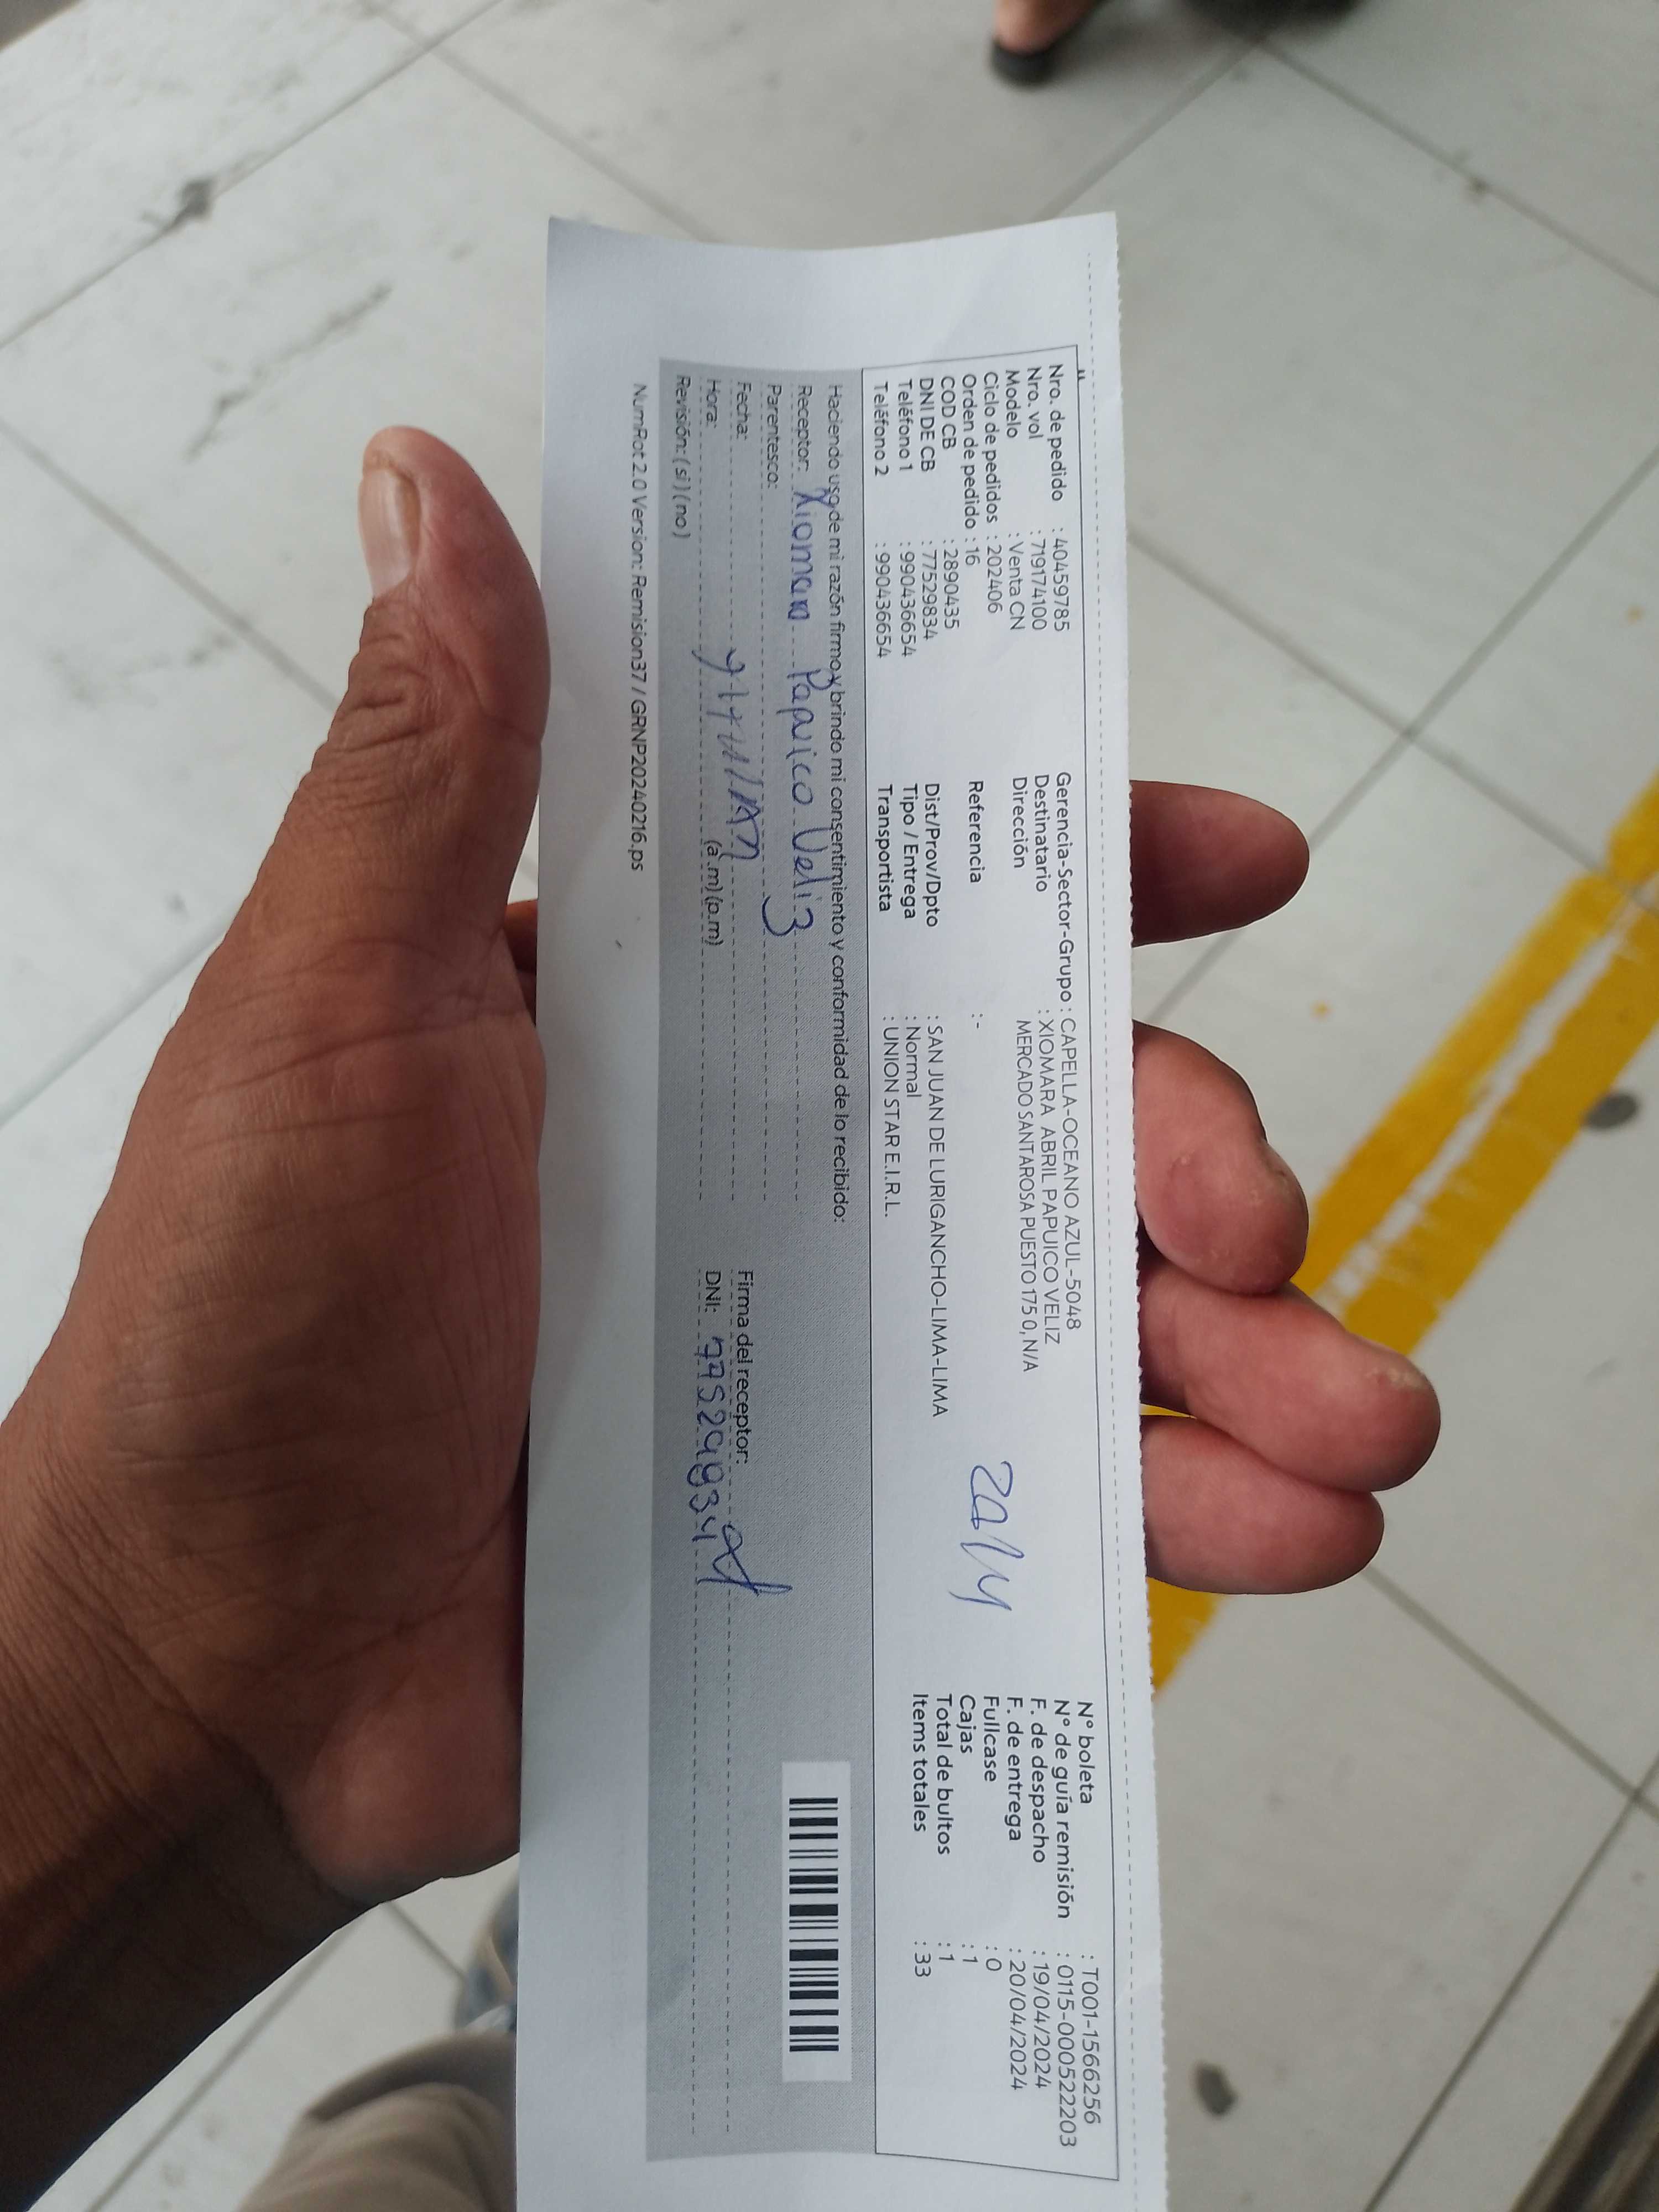 Nro. de pedido : 40459785
Nro. vol : 719174100
Modelo : Venta CN
Ciclo de pedidos : 202406
Orden de pedido : 16
COD CB : 2890435
DNI DE CB : 77529834
Teléfono 1 : 990436654
Teléfono 2 : 990436654
Gerencia-Sector-Grupo : CAPELLA-OCEANO AZUL-5048
Destinatario : XIOMARA ABRIL PAPUICO VELIZ
Dirección MERCADO SANTAROSA PUESTO 175 0,N/A
Referencia :-
Dist/Prov/Dpto : SAN JUAN DE LURIGANCHO-LIMA-LIMA
Tipo / Entrega : Normal
Transportista : UNION STAR E.I.R.L.
N° boleta : T001-1566256
N° de guía remisión : 0115-000522203
F. de despacho : 19/04/2024
F. de entrega : 20/04/2024
Fullcase : 0
Cajas : 1
Total de bultos : 1
Items totales : 33
Haciendo uso de mi razón firmo y brindo mi consentimiento y conformidad de lo recibido:
Receptor: Xiomara Papuico Veliz
Parentesco:
Fecha:
Hora: (a.m) (p.m)
Revisión: ( si ) ( no )
Firma del receptor:
DNI: 77529834
NumRot 2.0 Version: Remision37 / GRNP20240216.ps